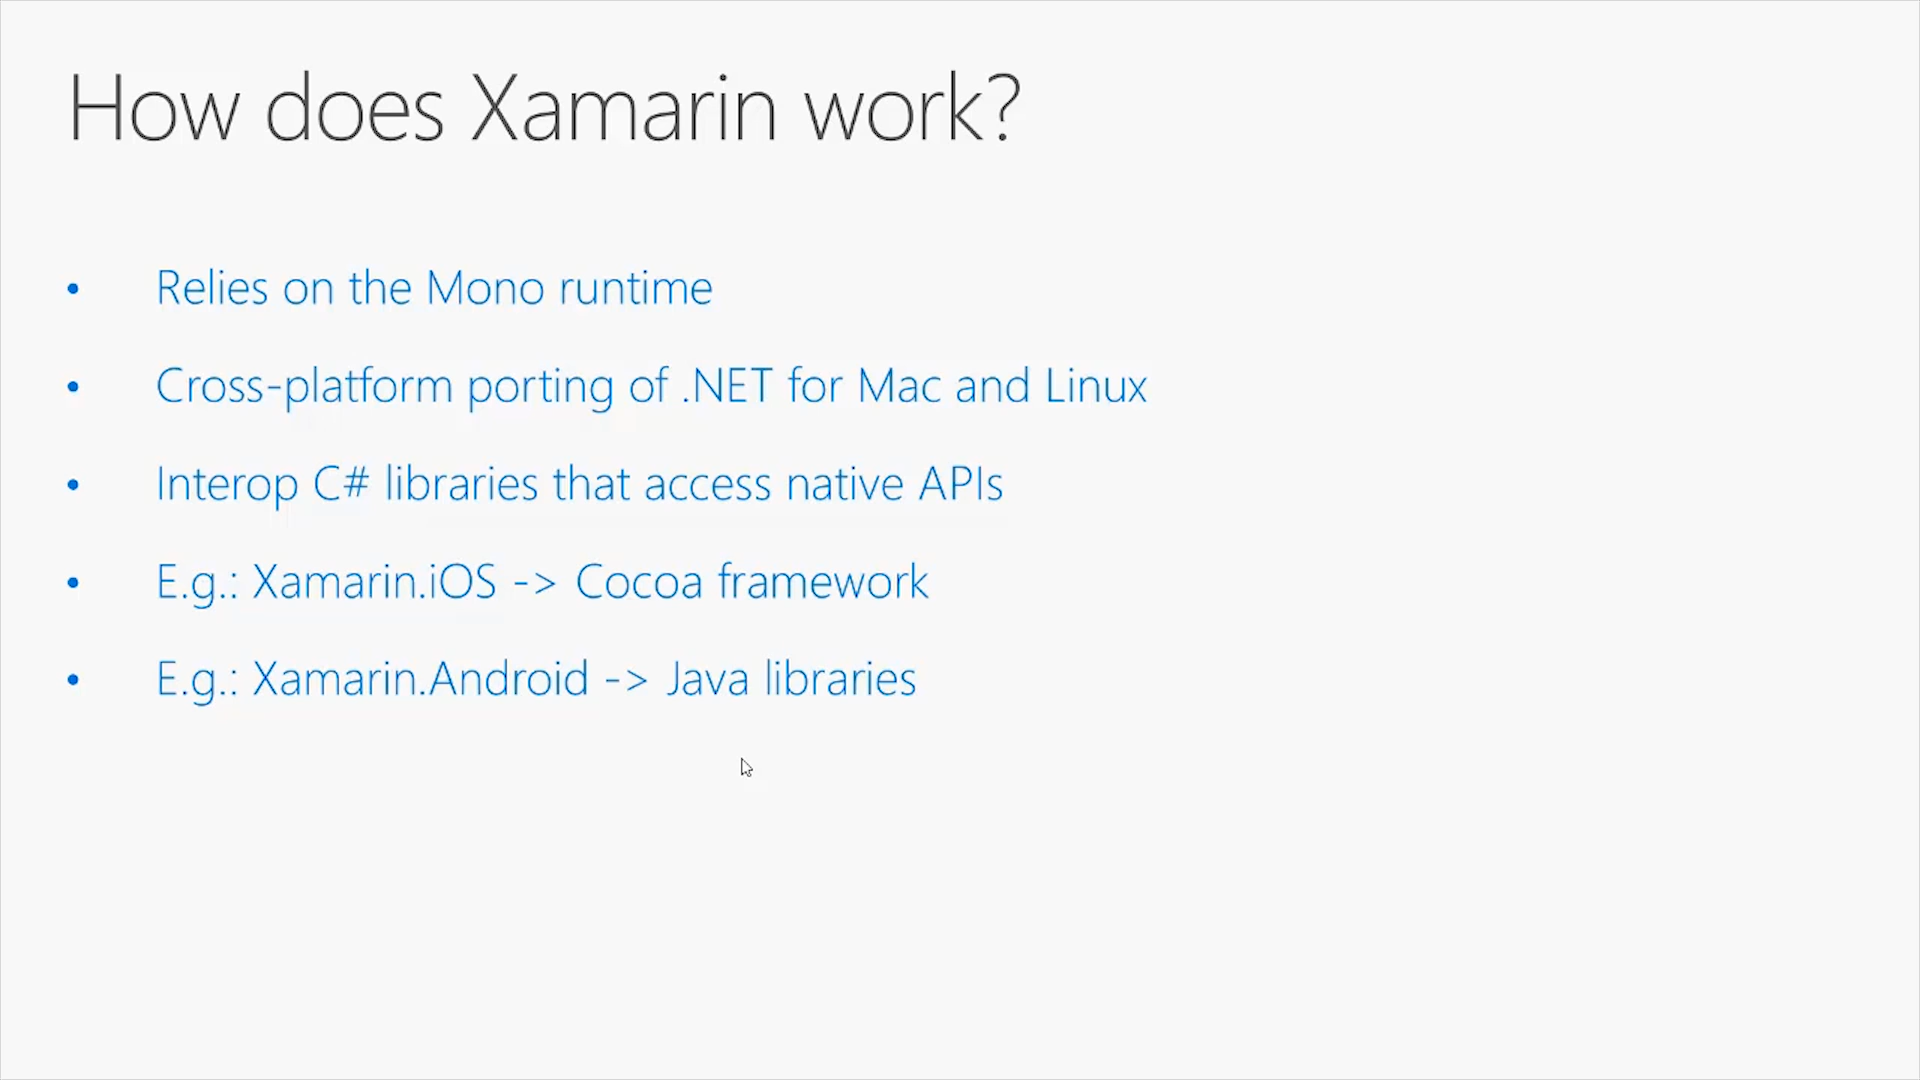 How does Xamarin work?
• Relies on the Mono runtime
• Cross-platform porting of .NET for Mac and Linux
• Interop C# libraries that access native APIs
• E.g.: Xamarin.iOS -> Cocoa framework
• E.g.: Xamarin.Android -> Java libraries